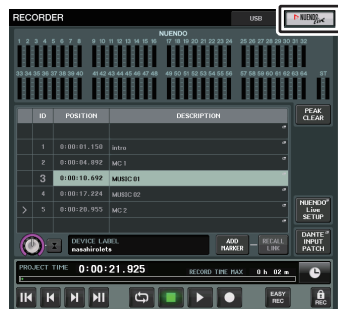 RECORDER
USB
NUENDO Live
NUENDO
1 2 3 4 5 6 7 8 9 10 11 12 13 14 15 16 17 18 19 20 21 22 23 24 25 26 27 28 29 30 31 32
33 34 35 36 37 38 39 40 41 42 43 44 45 46 47 48 49 50 51 52 53 54 55 56 57 58 59 60 61 62 63 64 ST
PEAK CLEAR
ID POSITION DESCRIPTION
1 0:00:01.150 intro
2 0:00:04.892 MC 1
3 0:00:10.692 MUSIC 01
4 0:00:17.224 MUSIC 02
> 5 0:00:20.955 MC 2
NUENDO® Live SETUP
DEVICE LABEL
nasahirolets
ADD MARKER
RECALL LINK
DANTE® INPUT PATCH
PROJECT TIME 0:00:21.925 RECORD TIME MAX 0 h 02 m
EASY REC
REC